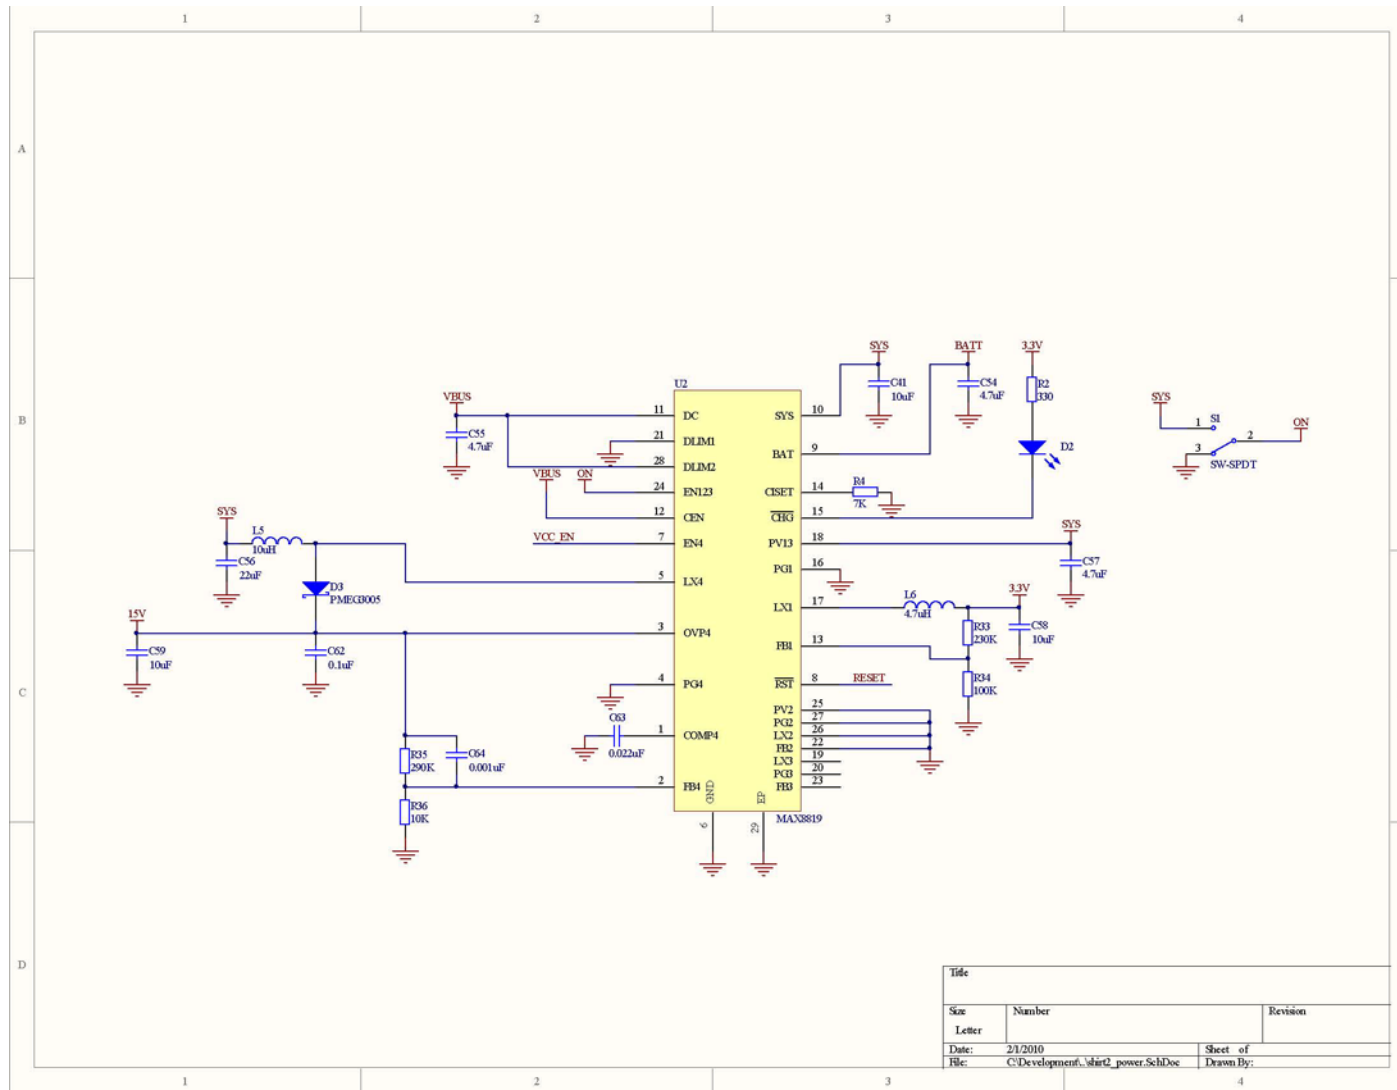 1 2 3 4
A
B
C
D
U2
MAX8819
11 DC
21 DLIM1
28 DLIM2
24 EN123
12 CEN
7 EN4
5 LX4
3 OVP4
4 PG4
1 COMP4
2 FB4
GND 6
EP 29
SYS 10
BAT 9
CISET 14
CHG 15
PV13 18
PG1 16
LX1 17
FB1 13
RST 8
PV2 25
PG2 27
LX2 26
FB2 22
LX3 19
PG3 20
FB3 23
VBUS
C55
4.7uF
VBUS ON
VCC_EN
SYS
L5
10uH
C56
22uF
D3
PMEG3005
15V
C59
10uF
C62
0.1uF
C63
0.022uF
R35
290K
C64
0.001uF
R36
10K
SYS
C41
10uF
BATT
C54
4.7uF
3.3V
R2
330
D2
R4
7K
SYS
C57
4.7uF
L6
4.7uH
3.3V
C58
10uF
R33
230K
R34
100K
RESET
SYS
1 S1
2 ON
3
SW-SPDT
Title
Size Number Revision
Letter
Date: 2/1/2010 Sheet of
File: C:\Development\..\shirt2_power.SchDoc Drawn By:
1 2 3 4